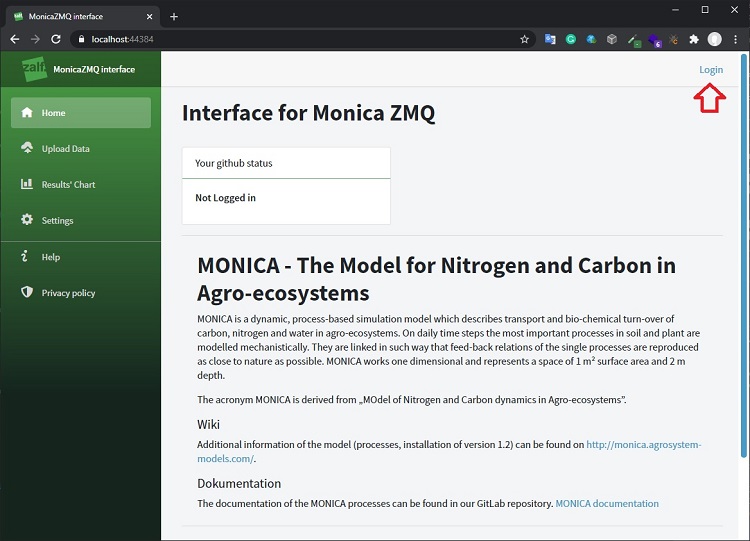 MonicaZMQ interface
localhost:44384
6
zalf
MonicaZMQ interface
Login
Home
Upload Data
Results' Chart
Settings
Help
Privacy policy
Interface for Monica ZMQ
Your github status
Not Logged in
MONICA - The Model for Nitrogen and Carbon in
Agro-ecosystems
MONICA is a dynamic, process-based simulation model which describes transport and bio-chemical turn-over of
carbon, nitrogen and water in agro-ecosystems. On daily time steps the most important processes in soil and plant are
modelled mechanistically. They are linked in such way that feed-back relations of the single processes are reproduced
as close to nature as possible. MONICA works one dimensional and represents a space of 1 m² surface area and 2 m
depth.
The acronym MONICA is derived from „MOdel of Nitrogen and Carbon dynamics in Agro-ecosystems”.
Wiki
Additional information of the model (processes, installation of version 1.2) can be found on http://monica.agrosystem-
models.com/.
Dokumentation
The documentation of the MONICA processes can be found in our GitLab repository. MONICA documentation